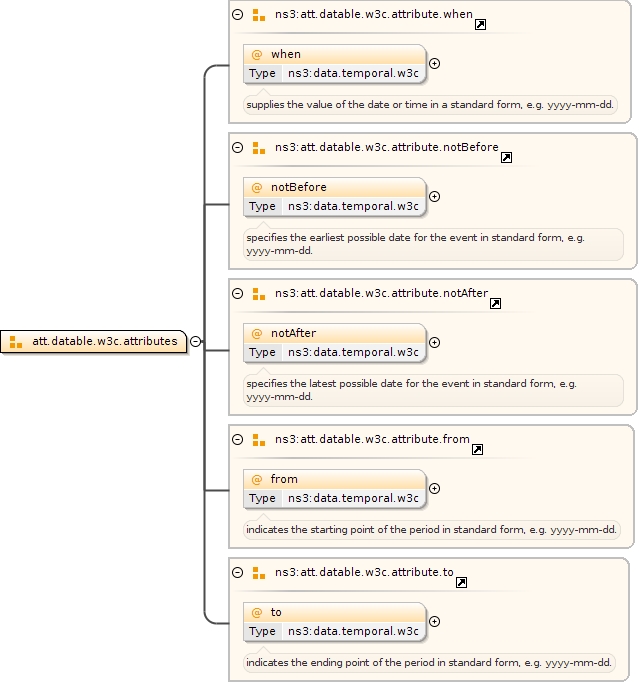 ns3:att.datable.w3c.attribute.when
@ when
Type ns3:data.temporal.w3c
supplies the value of the date or time in a standard form, e.g. yyyy-mm-dd.
ns3:att.datable.w3c.attribute.notBefore
@ notBefore
Type ns3:data.temporal.w3c
specifies the earliest possible date for the event in standard form, e.g.
yyyy-mm-dd.
ns3:att.datable.w3c.attribute.notAfter
@ notAfter
Type ns3:data.temporal.w3c
specifies the latest possible date for the event in standard form, e.g.
yyyy-mm-dd.
att.datable.w3c.attributes
ns3:att.datable.w3c.attribute.from
@ from
Type ns3:data.temporal.w3c
indicates the starting point of the period in standard form, e.g. yyyy-mm-dd.
ns3:att.datable.w3c.attribute.to
@ to
Type ns3:data.temporal.w3c
indicates the ending point of the period in standard form, e.g. yyyy-mm-dd.